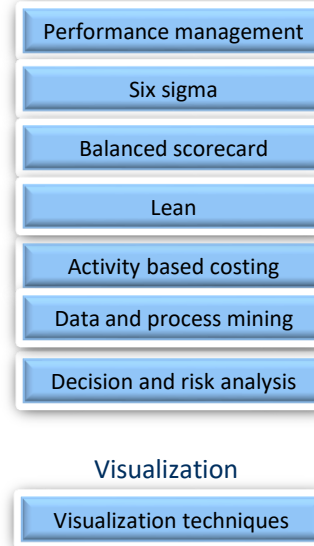 Performance management
Six sigma
Balanced scorecard
Lean
Activity based costing
Data and process mining
Decision and risk analysis
Visualization
Visualization techniques